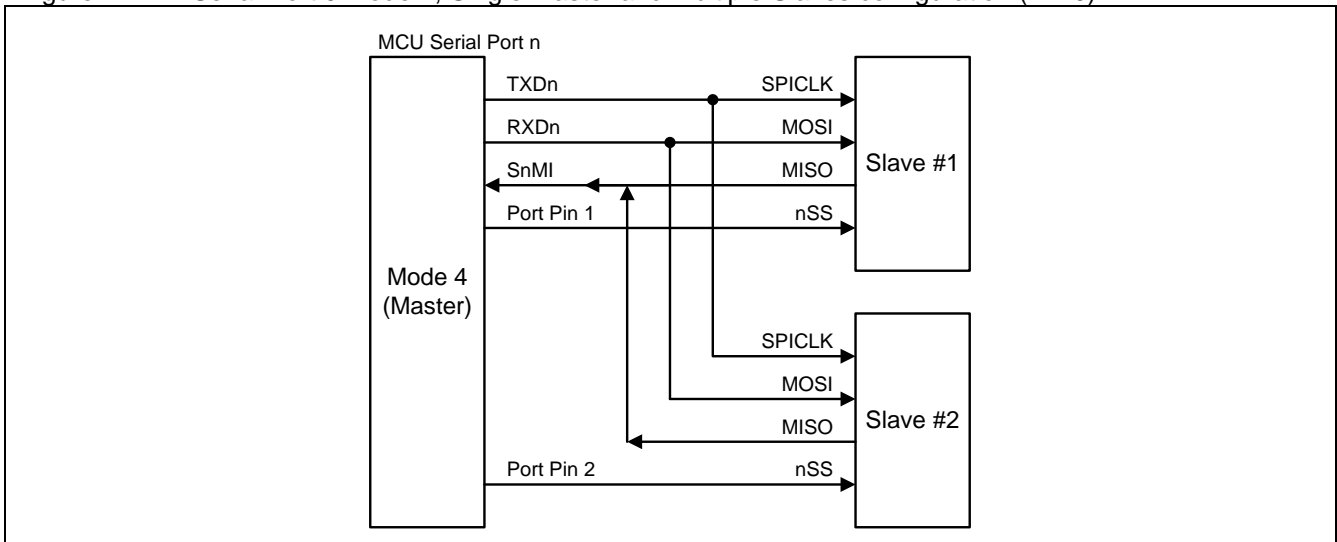 MCU Serial Port n
TXDn SPICLK
RXDn MOSI
SnMI MISO
Port Pin 1 nSS
Slave #1
Mode 4
(Master)
SPICLK
MOSI
MISO
Slave #2
Port Pin 2 nSS